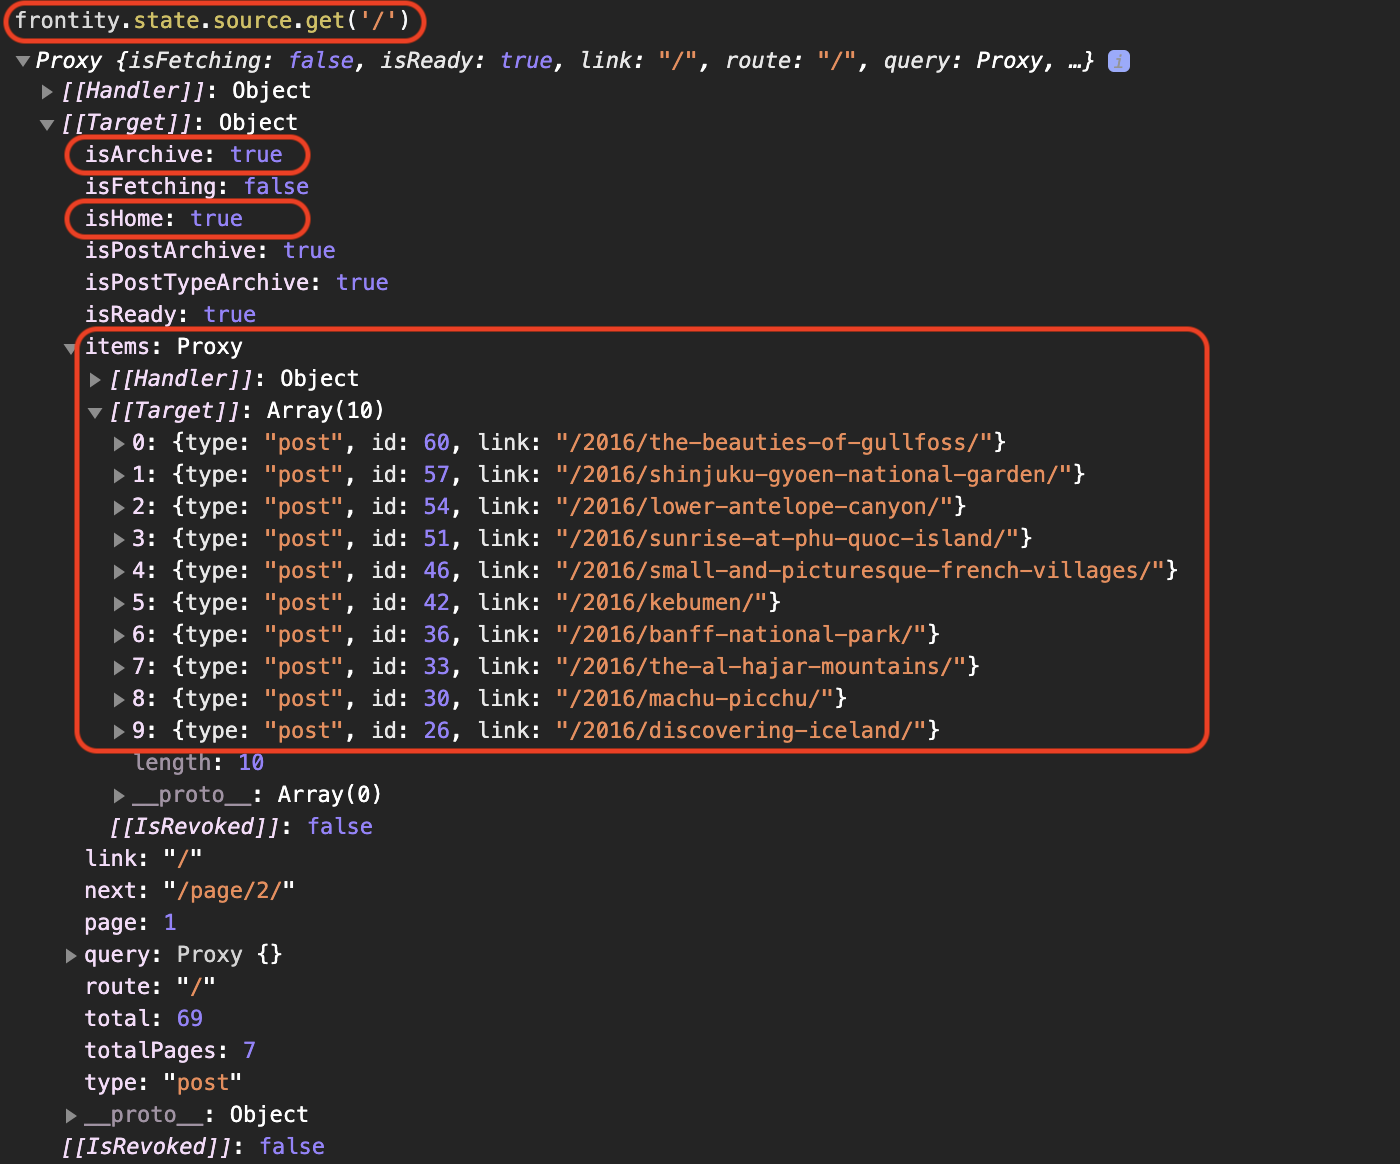 frontity.state.source.get('/')
▼Proxy {isFetching: false, isReady: true, link: "/", route: "/", query: Proxy, …} i
▶[[Handler]]: Object
▼[[Target]]: Object
isArchive: true
isFetching: false
isHome: true
isPostArchive: true
isPostTypeArchive: true
isReady: true
▼items: Proxy
▶[[Handler]]: Object
▼[[Target]]: Array(10)
▶0: {type: "post", id: 60, link: "/2016/the-beauties-of-gullfoss/"}
▶1: {type: "post", id: 57, link: "/2016/shinjuku-gyoen-national-garden/"}
▶2: {type: "post", id: 54, link: "/2016/lower-antelope-canyon/"}
▶3: {type: "post", id: 51, link: "/2016/sunrise-at-phu-quoc-island/"}
▶4: {type: "post", id: 46, link: "/2016/small-and-picturesque-french-villages/"}
▶5: {type: "post", id: 42, link: "/2016/kebumen/"}
▶6: {type: "post", id: 36, link: "/2016/banff-national-park/"}
▶7: {type: "post", id: 33, link: "/2016/the-al-hajar-mountains/"}
▶8: {type: "post", id: 30, link: "/2016/machu-picchu/"}
▶9: {type: "post", id: 26, link: "/2016/discovering-iceland/"}
length: 10
▶__proto__: Array(0)
[[IsRevoked]]: false
link: "/"
next: "/page/2/"
page: 1
▶query: Proxy {}
route: "/"
total: 69
totalPages: 7
type: "post"
▶__proto__: Object
[[IsRevoked]]: false